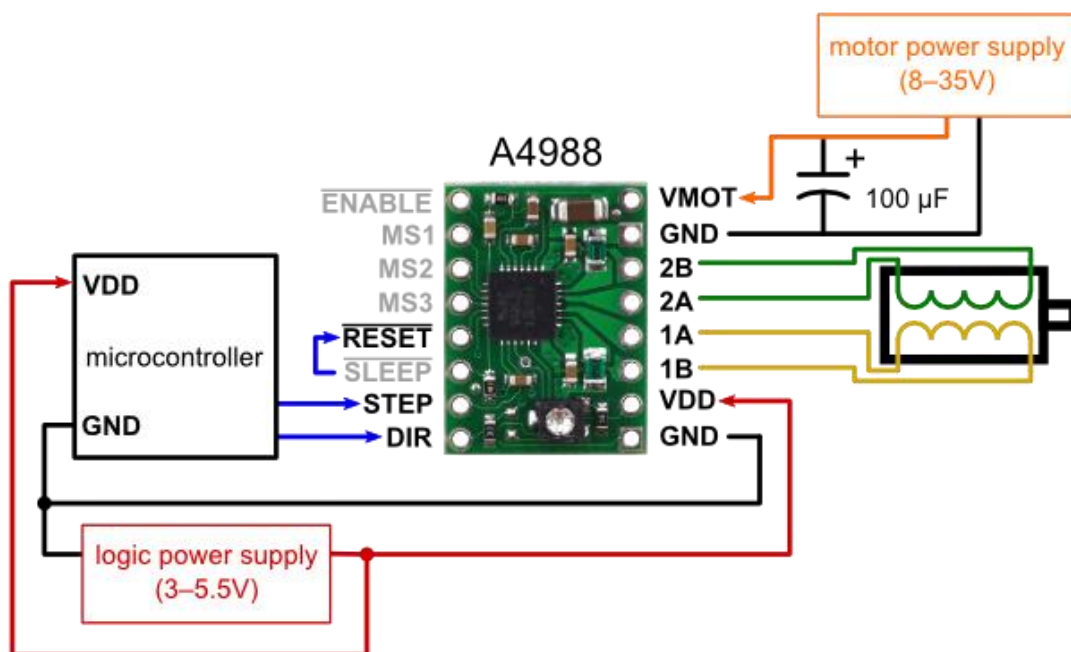 motor power supply
(8–35V)
A4988
+
100 µF
ENABLE
MS1
MS2
MS3
RESET
SLEEP
STEP
DIR
VMOT
GND
2B
2A
1A
1B
VDD
GND
VDD
microcontroller
GND
logic power supply
(3–5.5V)